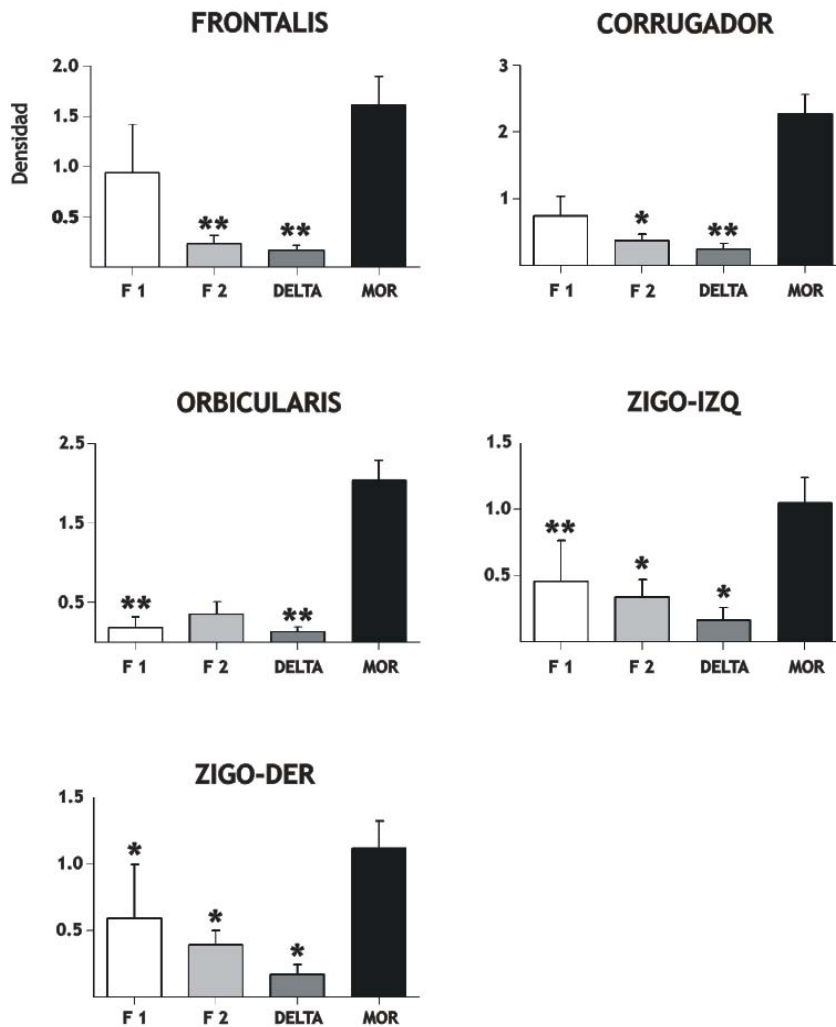 FRONTALIS
Densidad
2.0
1.5
1.0
0.5
**
**
F 1 F 2 DELTA MOR
CORRUGADOR
3
2
1
*
**
F 1 F 2 DELTA MOR
ORBICULARIS
2.5
1.5
0.5
**
**
F 1 F 2 DELTA MOR
ZIGO-IZQ
1.5
1.0
0.5
**
*
*
F 1 F 2 DELTA MOR
ZIGO-DER
1.5
1.0
0.5
*
*
*
F 1 F 2 DELTA MOR